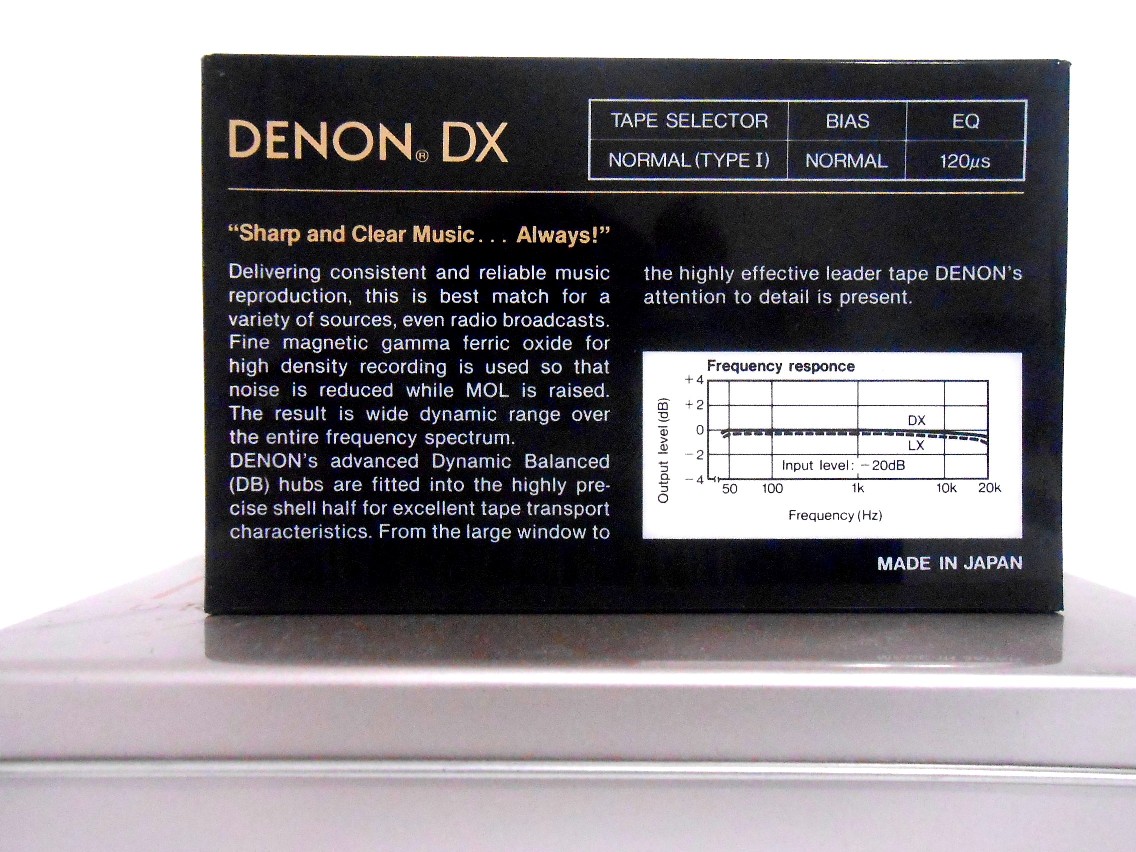 DENON® DX
TAPE SELECTOR BIAS EQ
NORMAL (TYPE I) NORMAL 120μs
“Sharp and Clear Music... Always!”
Delivering consistent and reliable music
reproduction, this is best match for a
variety of sources, even radio broadcasts.
Fine magnetic gamma ferric oxide for
high density recording is used so that
noise is reduced while MOL is raised.
The result is wide dynamic range over
the entire frequency spectrum.
DENON's advanced Dynamic Balanced
(DB) hubs are fitted into the highly pre-
cise shell half for excellent tape transport
characteristics. From the large window to
the highly effective leader tape DENON's
attention to detail is present.
Frequency responce
Output level (dB)
+4
+2
0
-2
-4
DX
LX
Input level: -20dB
50 100 1k 10k 20k
Frequency (Hz)
MADE IN JAPAN